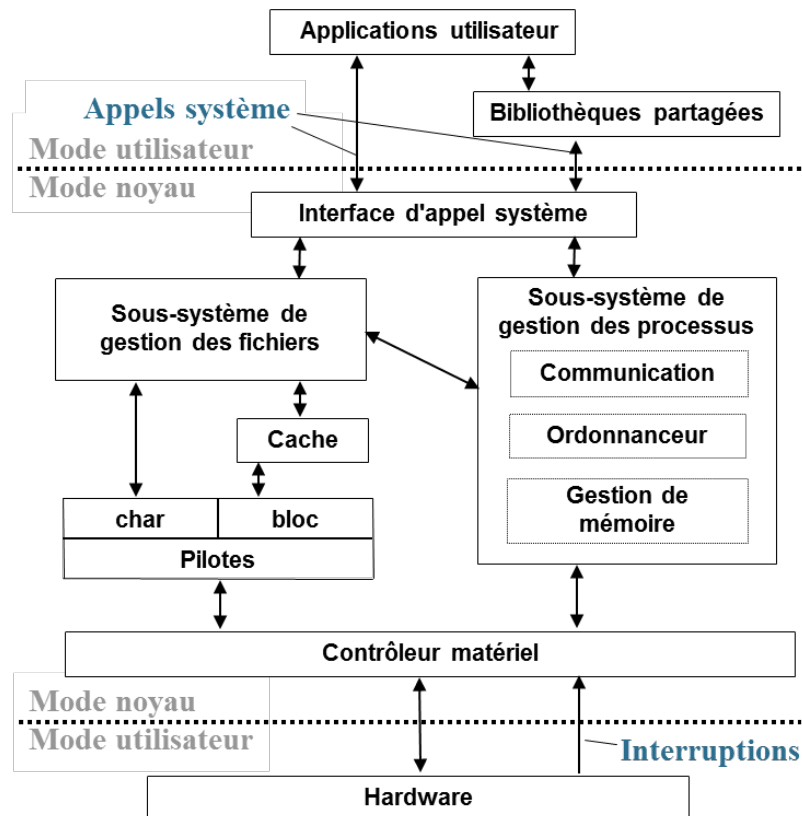 Applications utilisateur
Appels système
Bibliothèques partagées
Mode utilisateur
Mode noyau
Interface d'appel système
Sous-système de
gestion des fichiers
Sous-système de
gestion des processus
Communication
Cache
Ordonnanceur
Gestion de
mémoire
char
bloc
Pilotes
Contrôleur matériel
Mode noyau
Mode utilisateur
Interruptions
Hardware